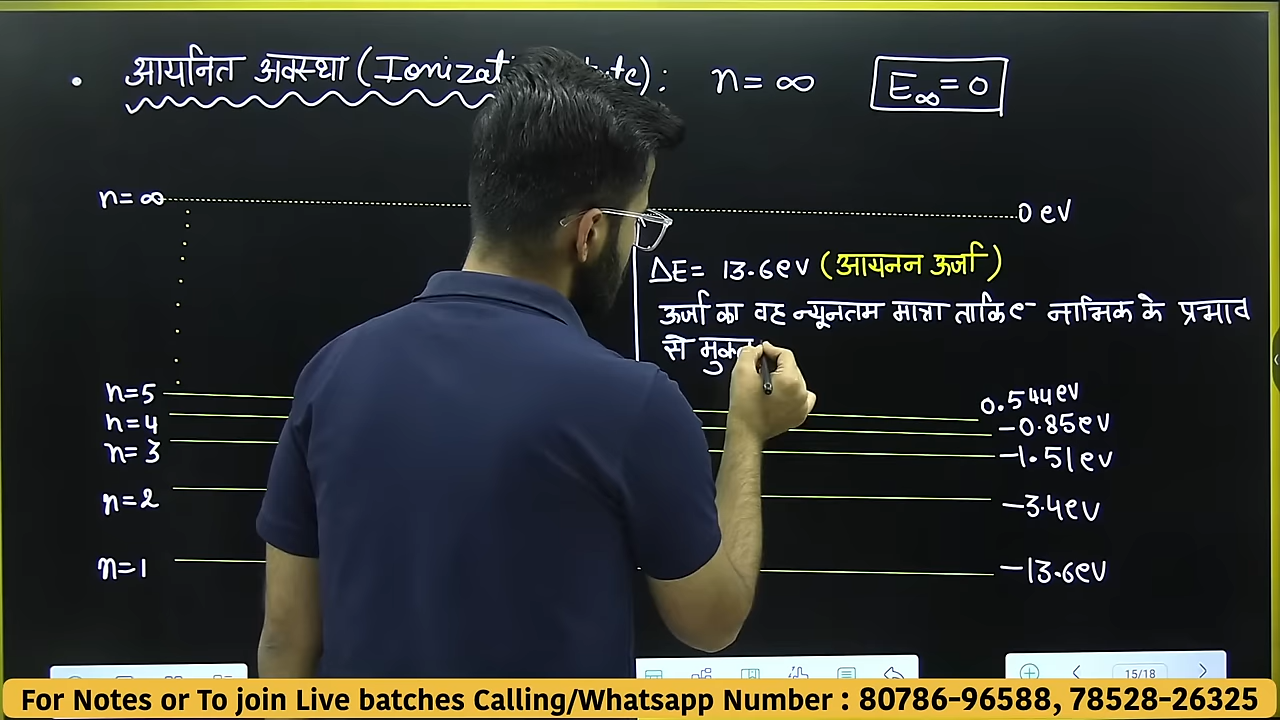 • आयनित अवस्था (Ionizati te): n = ∞ E∞ = 0
n = ∞ 0 eV
ΔE = 13.6eV (आयनन ऊर्जा)
ऊर्जा का वह न्यूनतम मात्रा ताकि e⁻ नाभिक के प्रभाव
से मुक्त
n=5 0.544eV
n=4 -0.85eV
n=3 -1.51eV
n=2 -3.4eV
n=1 -13.6eV
15/18
For Notes or To join Live batches Calling/Whatsapp Number : 80786-96588, 78528-26325